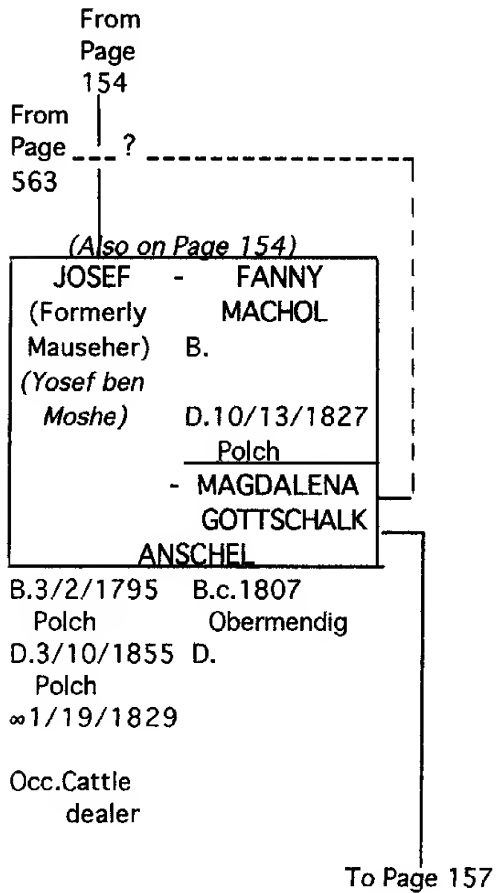 From
Page
154
From
Page ?
563
(Also on Page 154)
JOSEF - FANNY
(Formerly MACHOL
Mauseher) B.
(Yosef ben
Moshe) D.10/13/1827
Polch
- MAGDALENA
GOTTSCHALK
ANSCHEL
B.3/2/1795 B.c.1807
Polch Obermendig
D.3/10/1855 D.
Polch
∞1/19/1829
Occ.Cattle
dealer
To Page 157